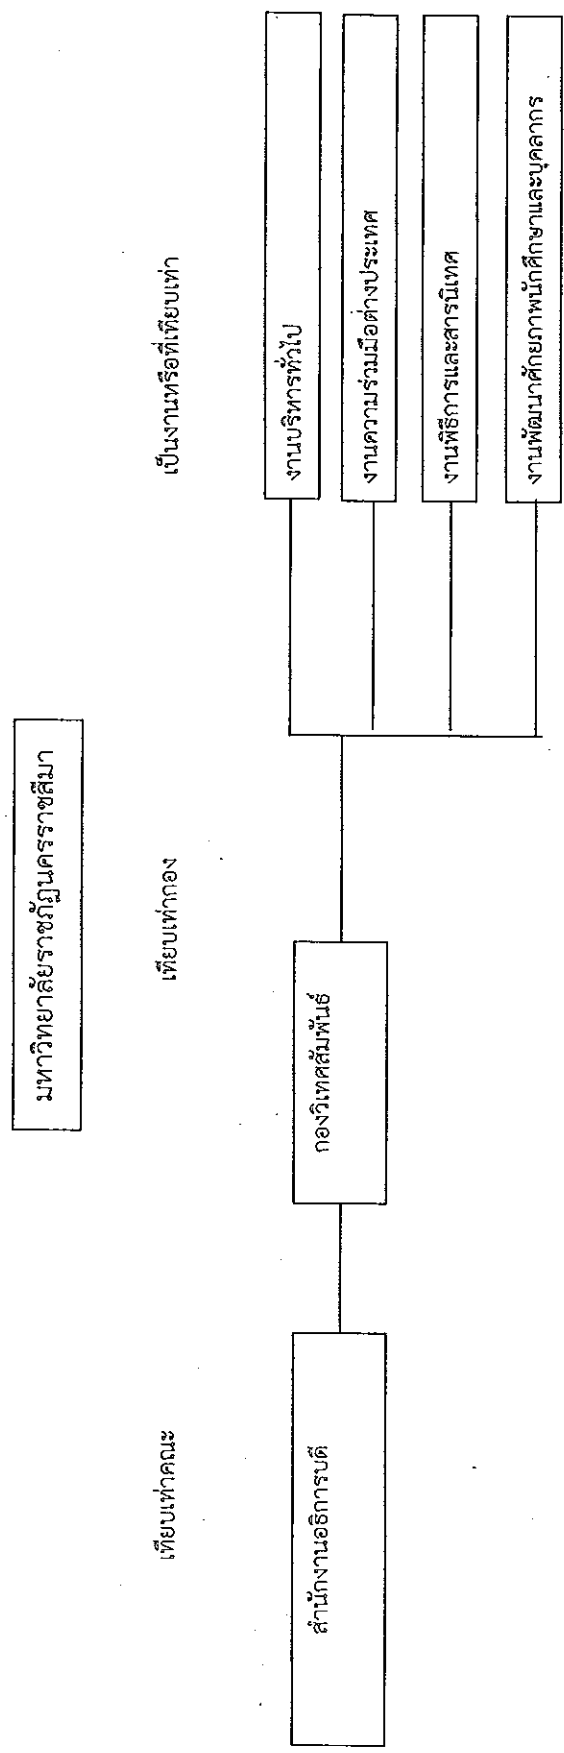 มหาวิทยาลัยราชภัฏนครราชสีมา
เทียบเท่าคณะ
เทียบเท่ากอง
เป็นงานหรือที่เทียบเท่า
สำนักงานอธิการบดี
กองวิเทศสัมพันธ์
งานบริหารทั่วไป
งานความร่วมมือต่างประเทศ
งานพิธีการและสารนิเทศ
งานพัฒนาศักยภาพนักศึกษาและบุคลากร